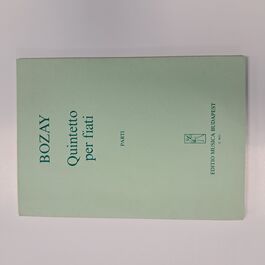 BOZAY
Quintetto
per fiati
PARTI
EDITIO MUSICA BUDAPEST